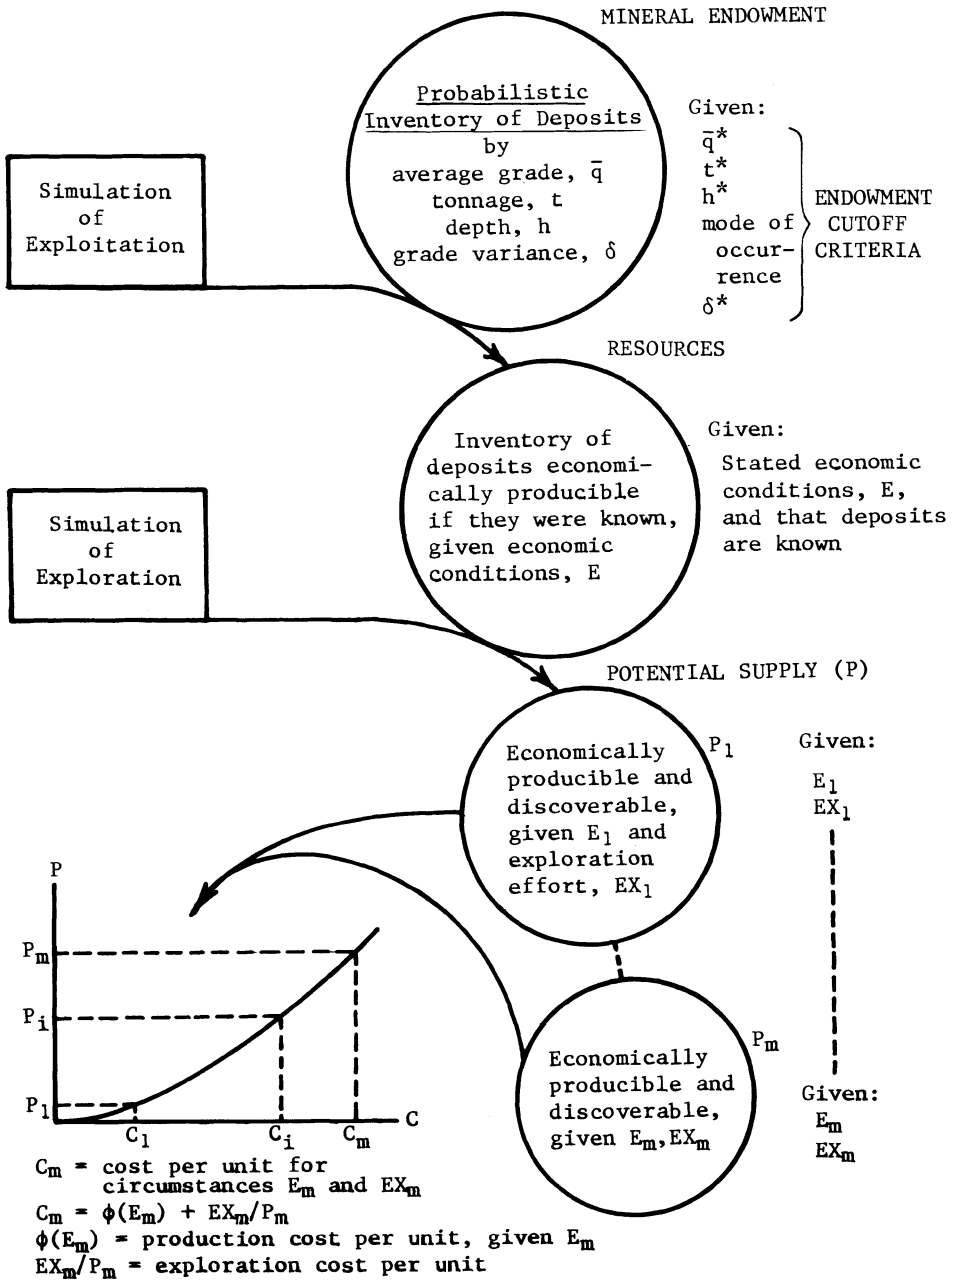 MINERAL ENDOWMENT
Probabilistic
Inventory of Deposits
by
average grade, q̄
tonnage, t
depth, h
grade variance, δ
Given:
q̄*
t*
h*
mode of
occur-
rence
δ*
ENDOWMENT
CUTOFF
CRITERIA
Simulation
of
Exploitation
RESOURCES
Inventory of
deposits economi-
cally producible
if they were known,
given economic
conditions, E
Given:
Stated economic
conditions, E,
and that deposits
are known
Simulation
of
Exploration
POTENTIAL SUPPLY (P)
Economically
producible and
discoverable,
given E₁ and
exploration
effort, EX₁
P₁
Given:
E₁
EX₁
Economically
producible and
discoverable,
given Eₘ,EXₘ
Pₘ
Given:
Eₘ
EXₘ
P
Pₘ
Pᵢ
P₁
C₁
Cᵢ
Cₘ
C
Cₘ = cost per unit for
circumstances Eₘ and EXₘ
Cₘ = φ(Eₘ) + EXₘ/Pₘ
φ(Eₘ) = production cost per unit, given Eₘ
EXₘ/Pₘ = exploration cost per unit